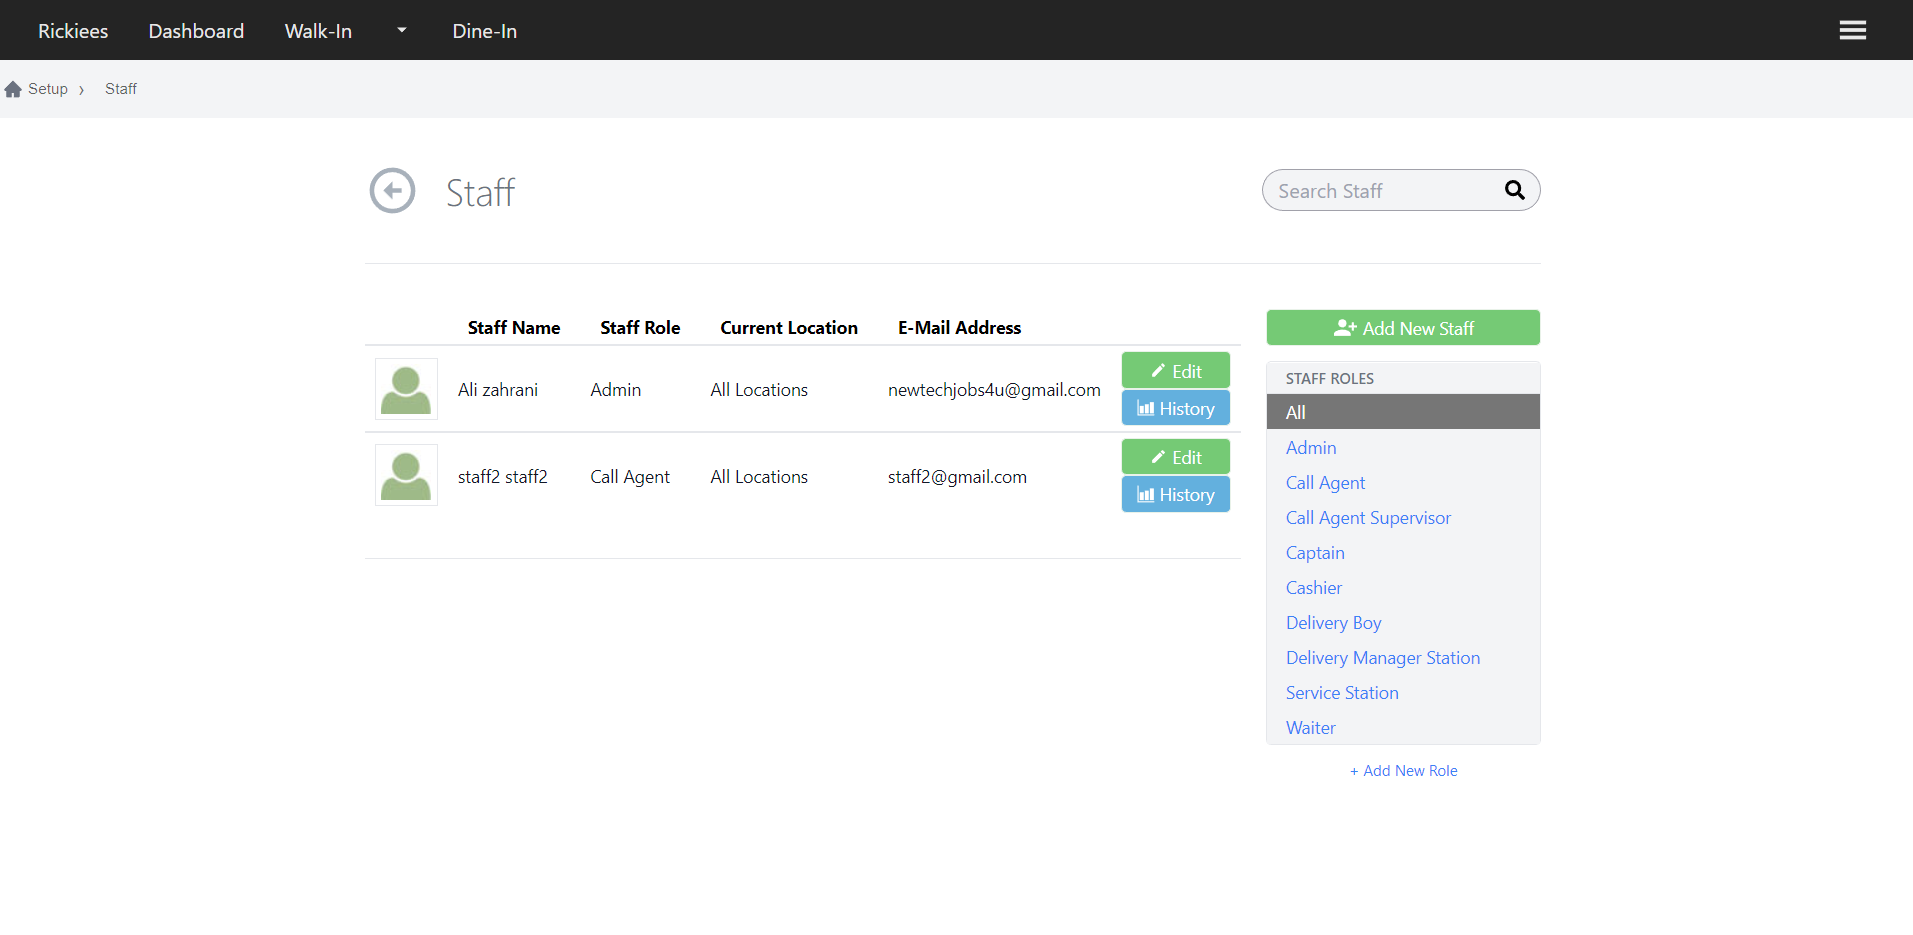 Rickiees Dashboard Walk-In Dine-In
Setup › Staff
Staff
Search Staff
Staff Name Staff Role Current Location E-Mail Address
Ali zahrani Admin All Locations newtechjobs4u@gmail.com
Edit
History
staff2 staff2 Call Agent All Locations staff2@gmail.com
Edit
History
Add New Staff
STAFF ROLES
All
Admin
Call Agent
Call Agent Supervisor
Captain
Cashier
Delivery Boy
Delivery Manager Station
Service Station
Waiter
+ Add New Role